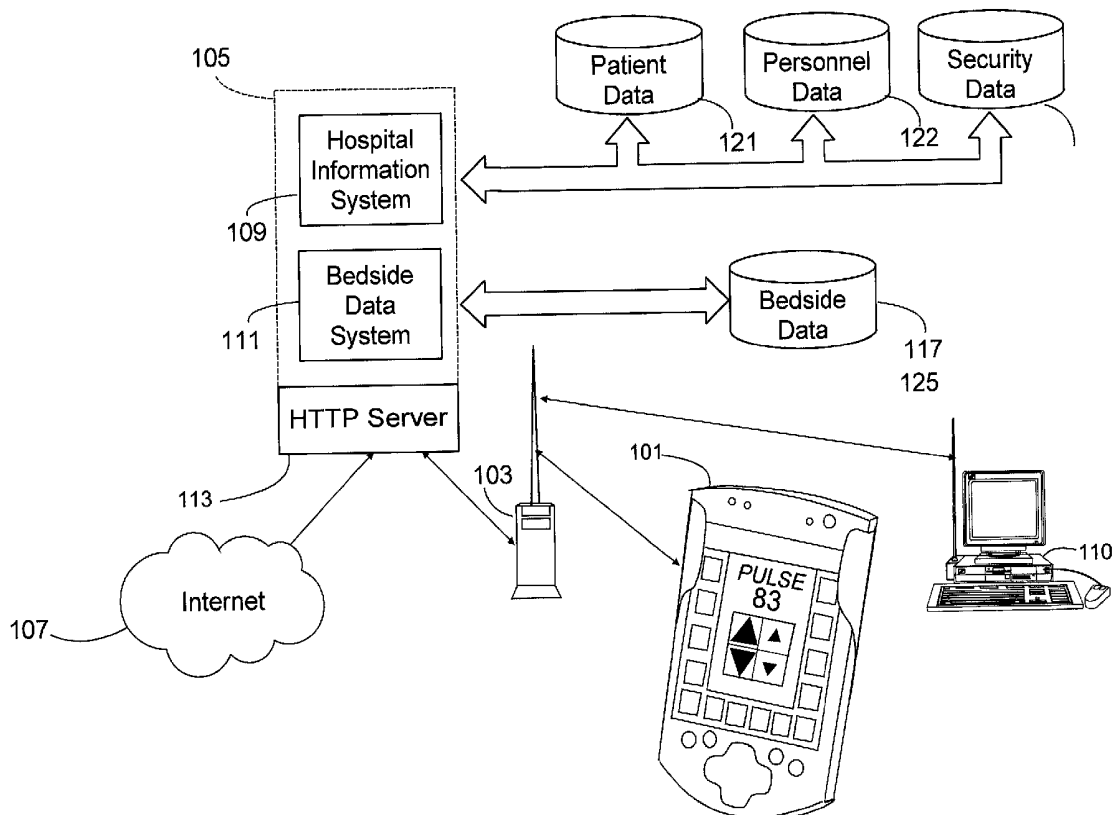 105
Patient
Data
121
Personnel
Data
122
Security
Data
Hospital
Information
System
109
Bedside
Data
System
111
Bedside
Data
117
125
HTTP Server
113
103
101
PULSE
83
110
Internet
107